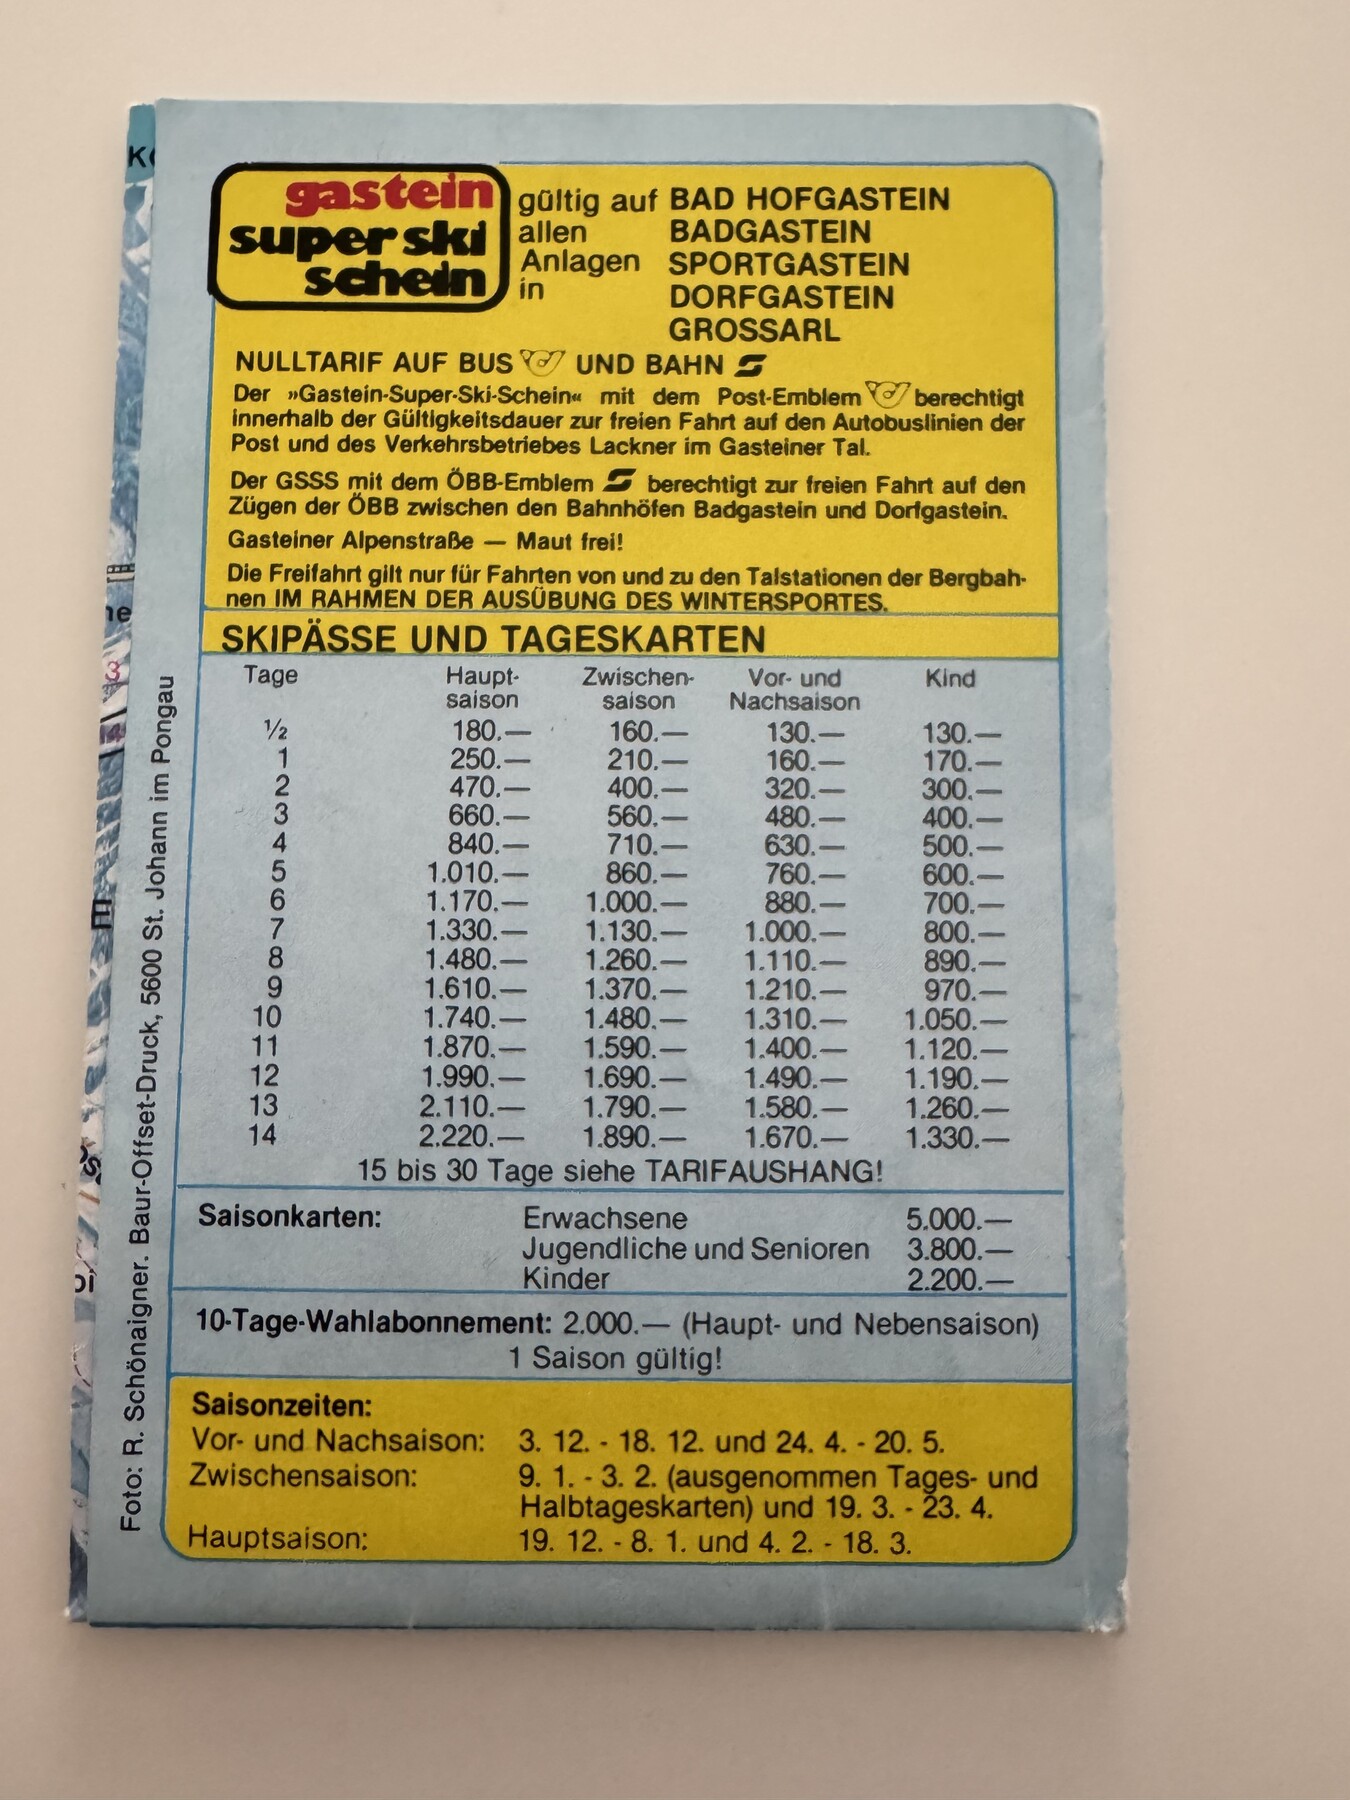 gastein
super ski
schein
gültig auf
allen
Anlagen
in
BAD HOFGASTEIN
BADGASTEIN
SPORTGASTEIN
DORFGASTEIN
GROSSARL
NULLTARIF AUF BUS UND BAHN
Der »Gastein-Super-Ski-Schein« mit dem Post-Emblem berechtigt
innerhalb der Gültigkeitsdauer zur freien Fahrt auf den Autobuslinien der
Post und des Verkehrsbetriebes Lackner im Gasteiner Tal.
Der GSSS mit dem ÖBB-Emblem berechtigt zur freien Fahrt auf den
Zügen der ÖBB zwischen den Bahnhöfen Badgastein und Dorfgastein.
Gasteiner Alpenstraße — Maut frei!
Die Freifahrt gilt nur für Fahrten von und zu den Talstationen der Bergbah-
nen IM RAHMEN DER AUSÜBUNG DES WINTERSPORTES.
SKIPÄSSE UND TAGESKARTEN
Tage Haupt- Zwischen- Vor- und Kind
saison saison Nachsaison
½ 180.— 160.— 130.— 130.—
1 250.— 210.— 160.— 170.—
2 470.— 400.— 320.— 300.—
3 660.— 560.— 480.— 400.—
4 840.— 710.— 630.— 500.—
5 1.010.— 860.— 760.— 600.—
6 1.170.— 1.000.— 880.— 700.—
7 1.330.— 1.130.— 1.000.— 800.—
8 1.480.— 1.260.— 1.110.— 890.—
9 1.610.— 1.370.— 1.210.— 970.—
10 1.740.— 1.480.— 1.310.— 1.050.—
11 1.870.— 1.590.— 1.400.— 1.120.—
12 1.990.— 1.690.— 1.490.— 1.190.—
13 2.110.— 1.790.— 1.580.— 1.260.—
14 2.220.— 1.890.— 1.670.— 1.330.—
15 bis 30 Tage siehe TARIFAUSHANG!
Saisonkarten: Erwachsene 5.000.—
Jugendliche und Senioren 3.800.—
Kinder 2.200.—
10-Tage-Wahlabonnement: 2.000.— (Haupt- und Nebensaison)
1 Saison gültig!
Saisonzeiten:
Vor- und Nachsaison: 3. 12. - 18. 12. und 24. 4. - 20. 5.
Zwischensaison: 9. 1. - 3. 2. (ausgenommen Tages- und
Halbtageskarten) und 19. 3. - 23. 4.
Hauptsaison: 19. 12. - 8. 1. und 4. 2. - 18. 3.
Foto: R. Schönaigner. Baur-Offset-Druck, 5600 St. Johann im Pongau